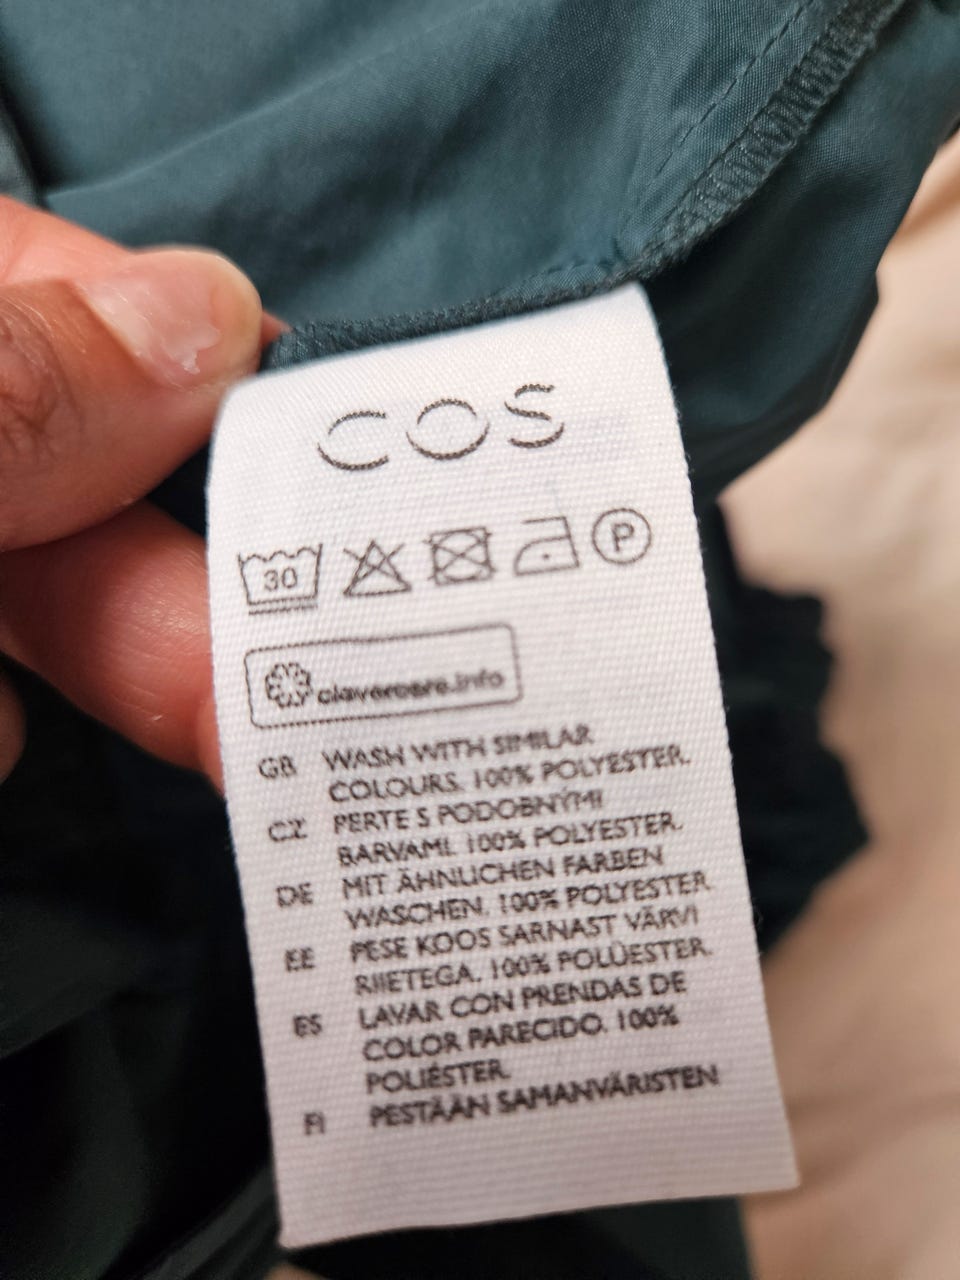 COS
30
P
clevercare.info
GB WASH WITH SIMILAR
COLOURS. 100% POLYESTER.
CZ PERTE S PODOBNÝMI
BARVAMI. 100% POLYESTER.
DE MIT ÄHNLICHEN FARBEN
WASCHEN. 100% POLYESTER.
EE PESE KOOS SARNAST VÄRVI
RIIETEGA. 100% POLÜESTER.
ES LAVAR CON PRENDAS DE
COLOR PARECIDO. 100%
POLIÉSTER.
FI PESTÄÄN SAMANVÄRISTEN